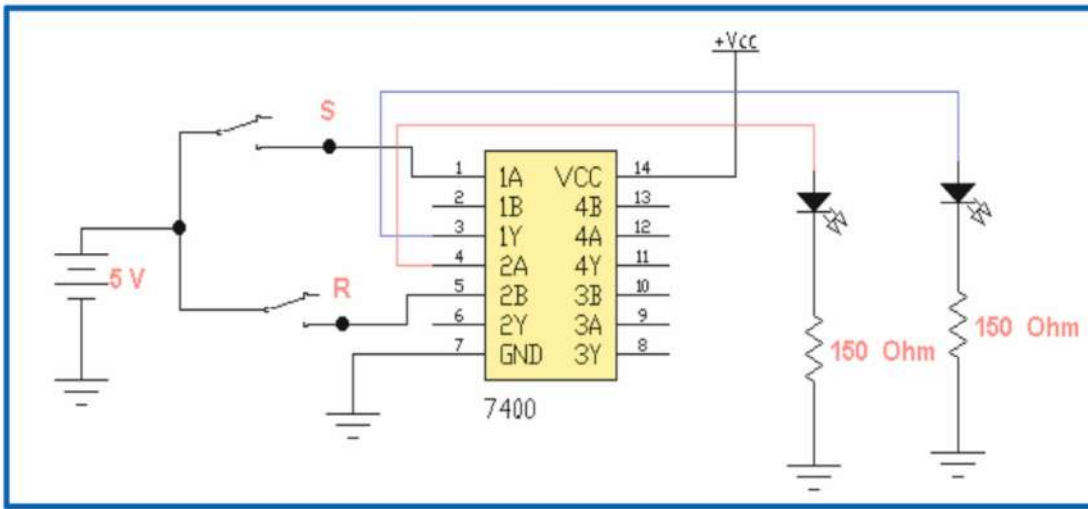 +Vcc
S
1 1A VCC 14
2 1B 4B 13
3 1Y 4A 12
4 2A 4Y 11
5 2B 3B 10
6 2Y 3A 9
7 GND 3Y 8
7400
5 V
R
150 Ohm
150 Ohm